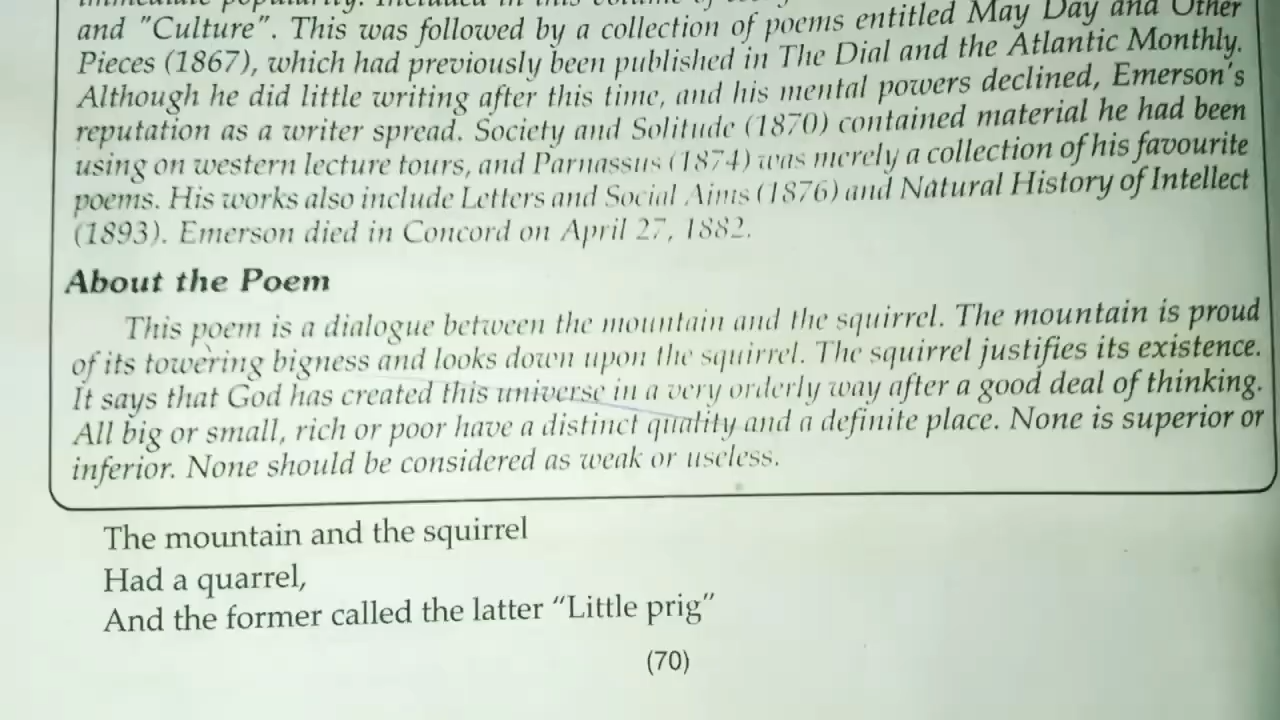 immediate popularity. Included in this volume of
and "Culture". This was followed by a collection of poems entitled May Day and Other
Pieces (1867), which had previously been published in The Dial and the Atlantic Monthly.
Although he did little writing after this time, and his mental powers declined, Emerson's
reputation as a writer spread. Society and Solitude (1870) contained material he had been
using on western lecture tours, and Parnassus (1874) was merely a collection of his favourite
poems. His works also include Letters and Social Aims (1876) and Natural History of Intellect
(1893). Emerson died in Concord on April 27, 1882.
About the Poem
This poem is a dialogue between the mountain and the squirrel. The mountain is proud
of its towering bigness and looks down upon the squirrel. The squirrel justifies its existence.
It says that God has created this universe in a very orderly way after a good deal of thinking.
All big or small, rich or poor have a distinct quality and a definite place. None is superior or
inferior. None should be considered as weak or useless.
The mountain and the squirrel
Had a quarrel,
And the former called the latter “Little prig”
(70)